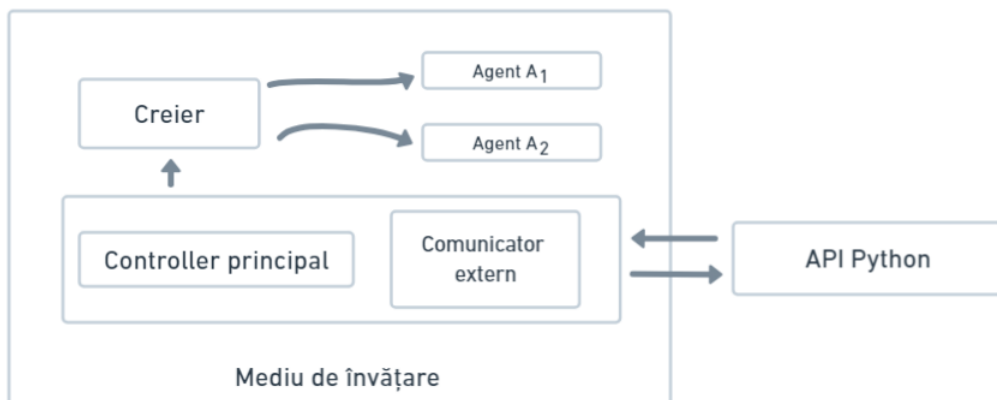 Agent A1
Creier
Agent A2
Controller principal
Comunicator
extern
API Python
Mediu de învățare